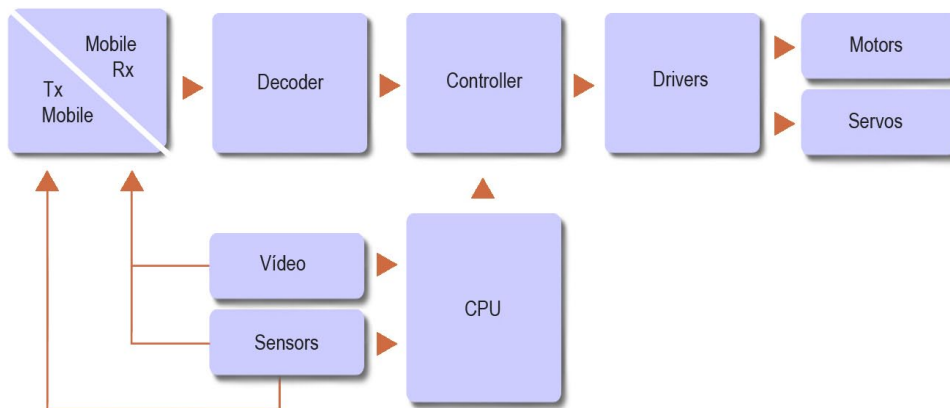 Mobile
Rx
Tx
Mobile
Decoder
Controller
Drivers
Motors
Servos
Vídeo
Sensors
CPU